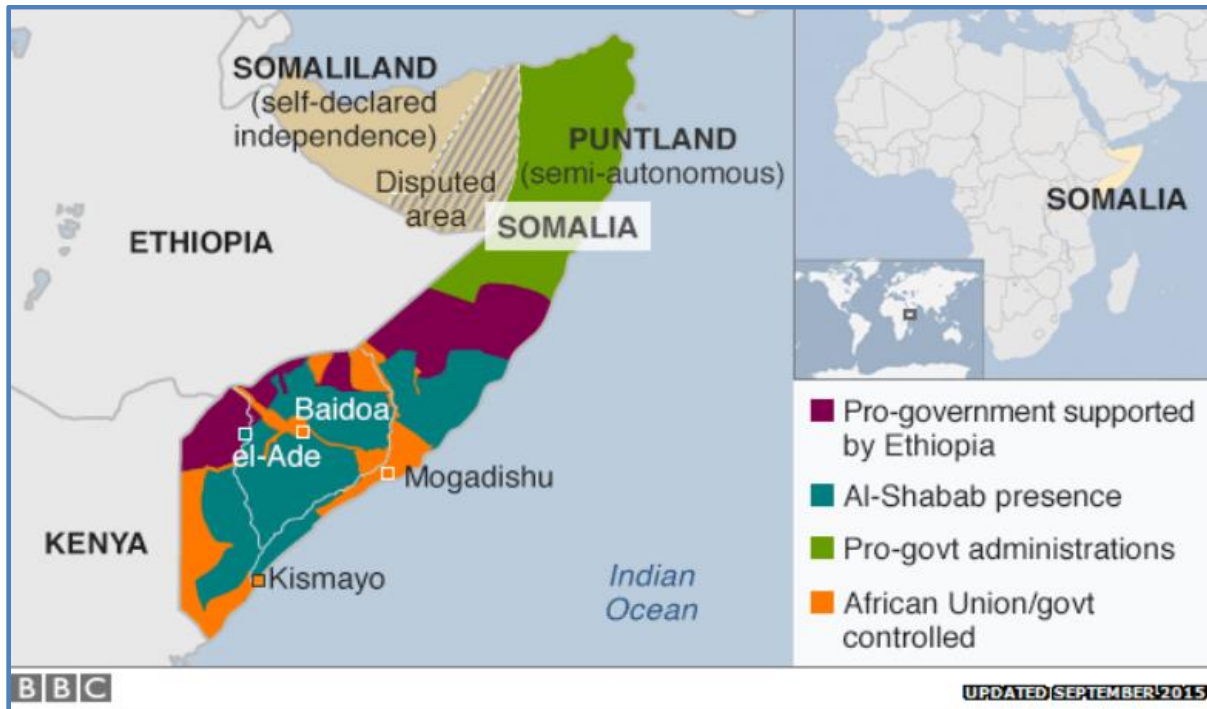 SOMALILAND
(self-declared
independence)
PUNTLAND
(semi-autonomous)
Disputed
area
SOMALIA
ETHIOPIA
Baidoa
el-Ade
Mogadishu
KENYA
Kismayo
Indian
Ocean
SOMALIA
Pro-government supported
by Ethiopia
Al-Shabab presence
Pro-govt administrations
African Union/govt
controlled
BBC
UPDATED SEPTEMBER 2015